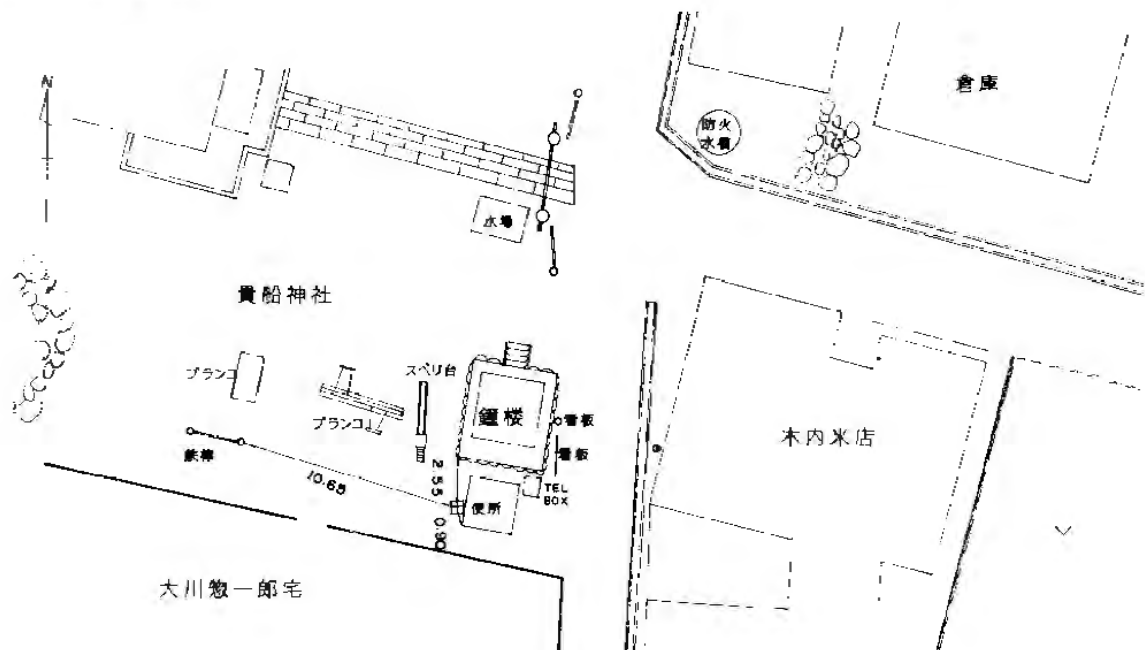 N
倉庫
防火
水槽
水場
貴船神社
ブランコ
スベリ台
鐘楼
看板
ブランコ
看板
木内米店
鉄棒
10.65
2.55
TEL
BOX
便所
0.90
大川惣一郎宅